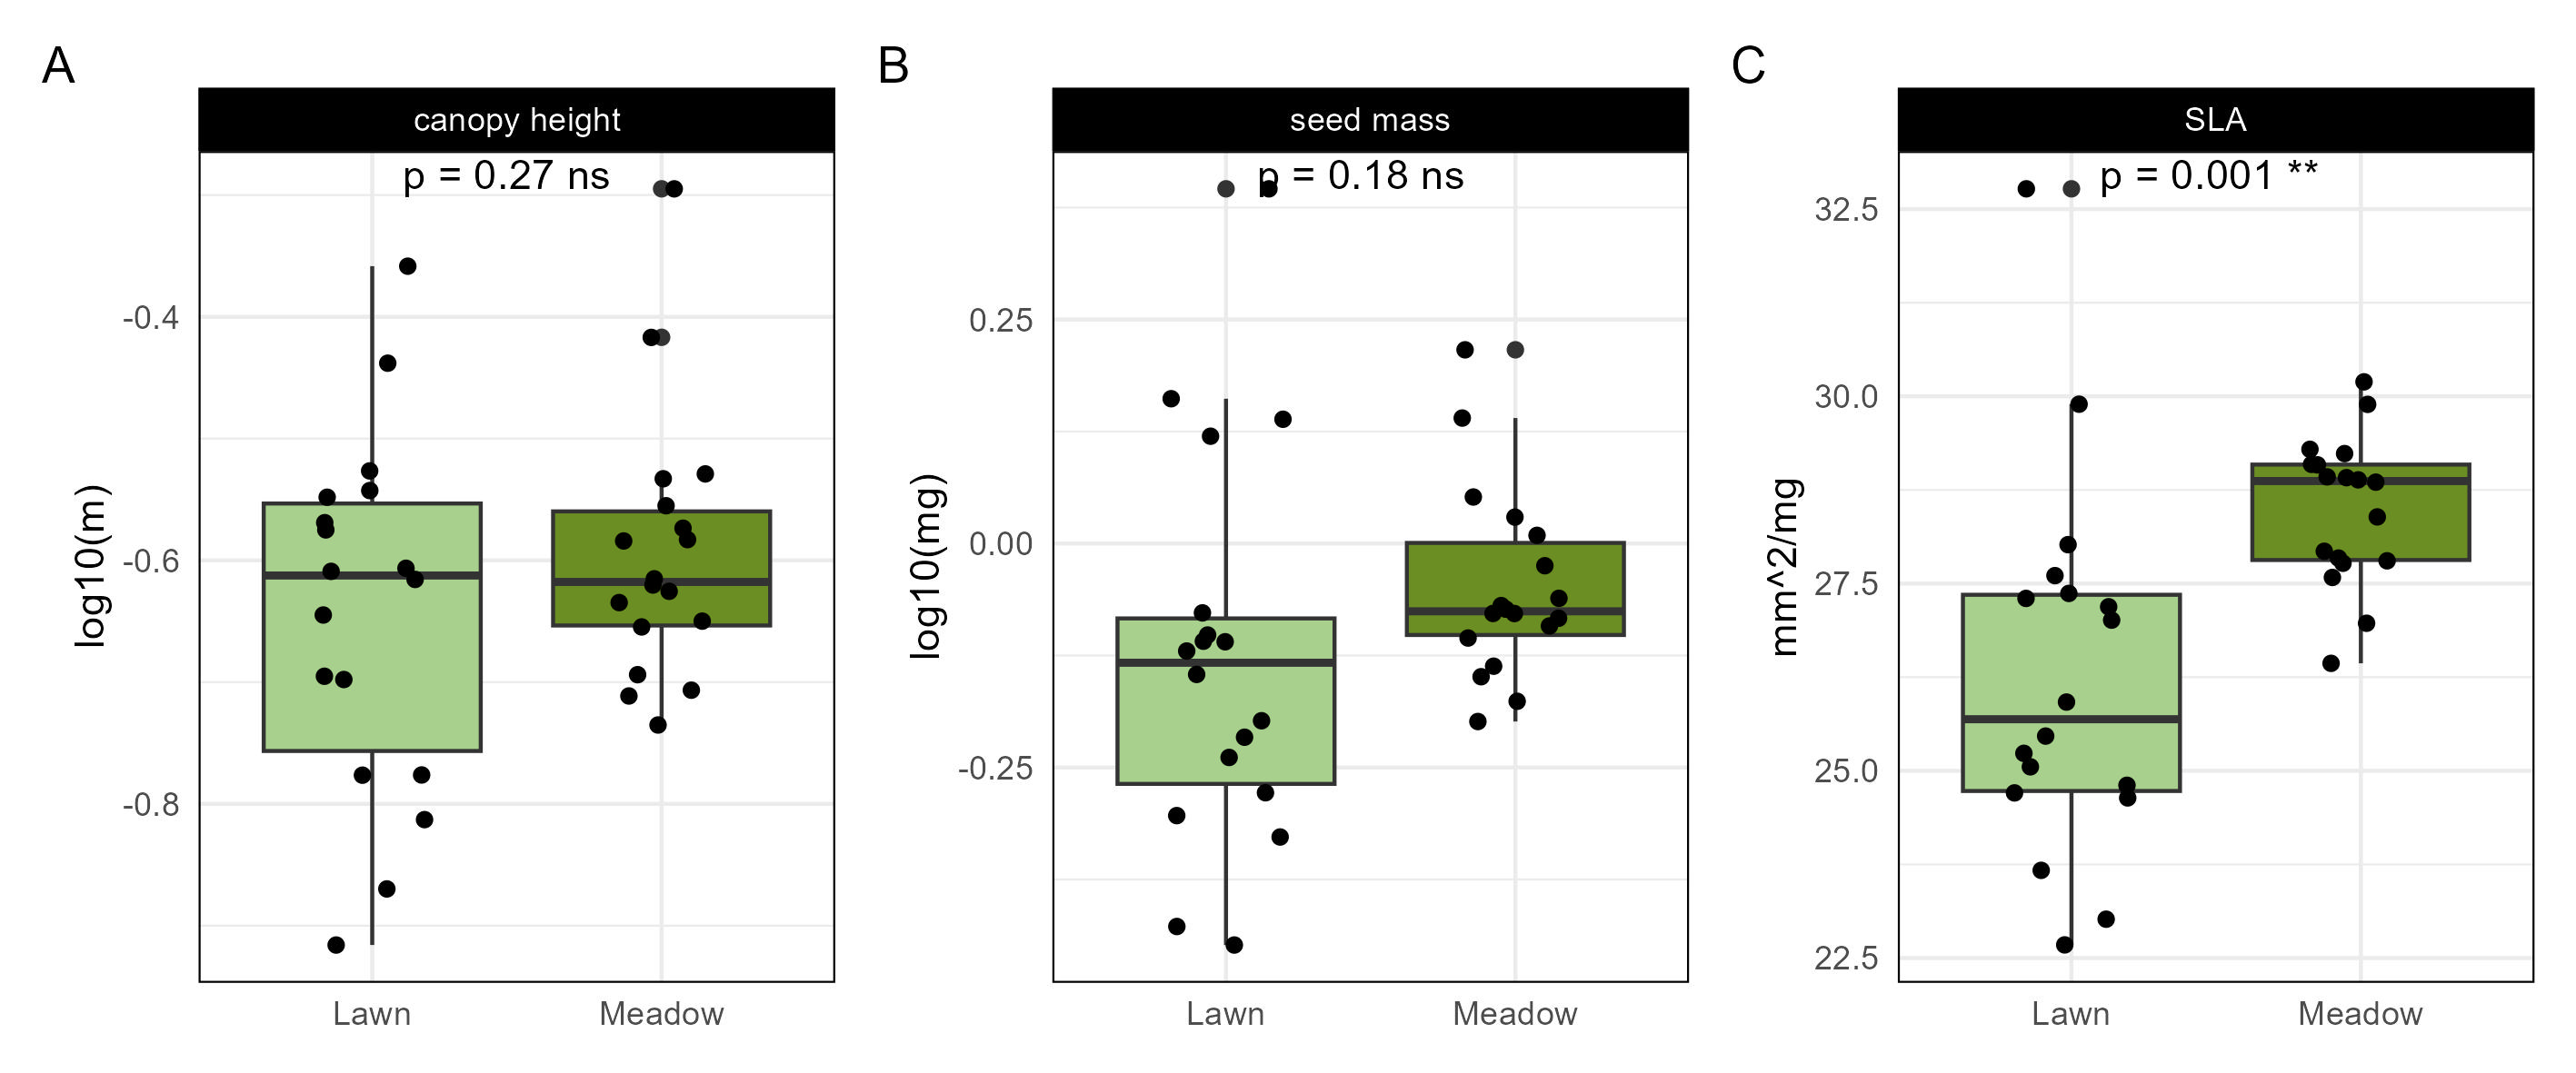 A
canopy height
p = 0.27 ns
log10(m)
-0.4
-0.6
-0.8
Lawn
Meadow
B
seed mass
p = 0.18 ns
log10(mg)
0.25
0.00
-0.25
Lawn
Meadow
C
SLA
p = 0.001 **
mm^2/mg
32.5
30.0
27.5
25.0
22.5
Lawn
Meadow